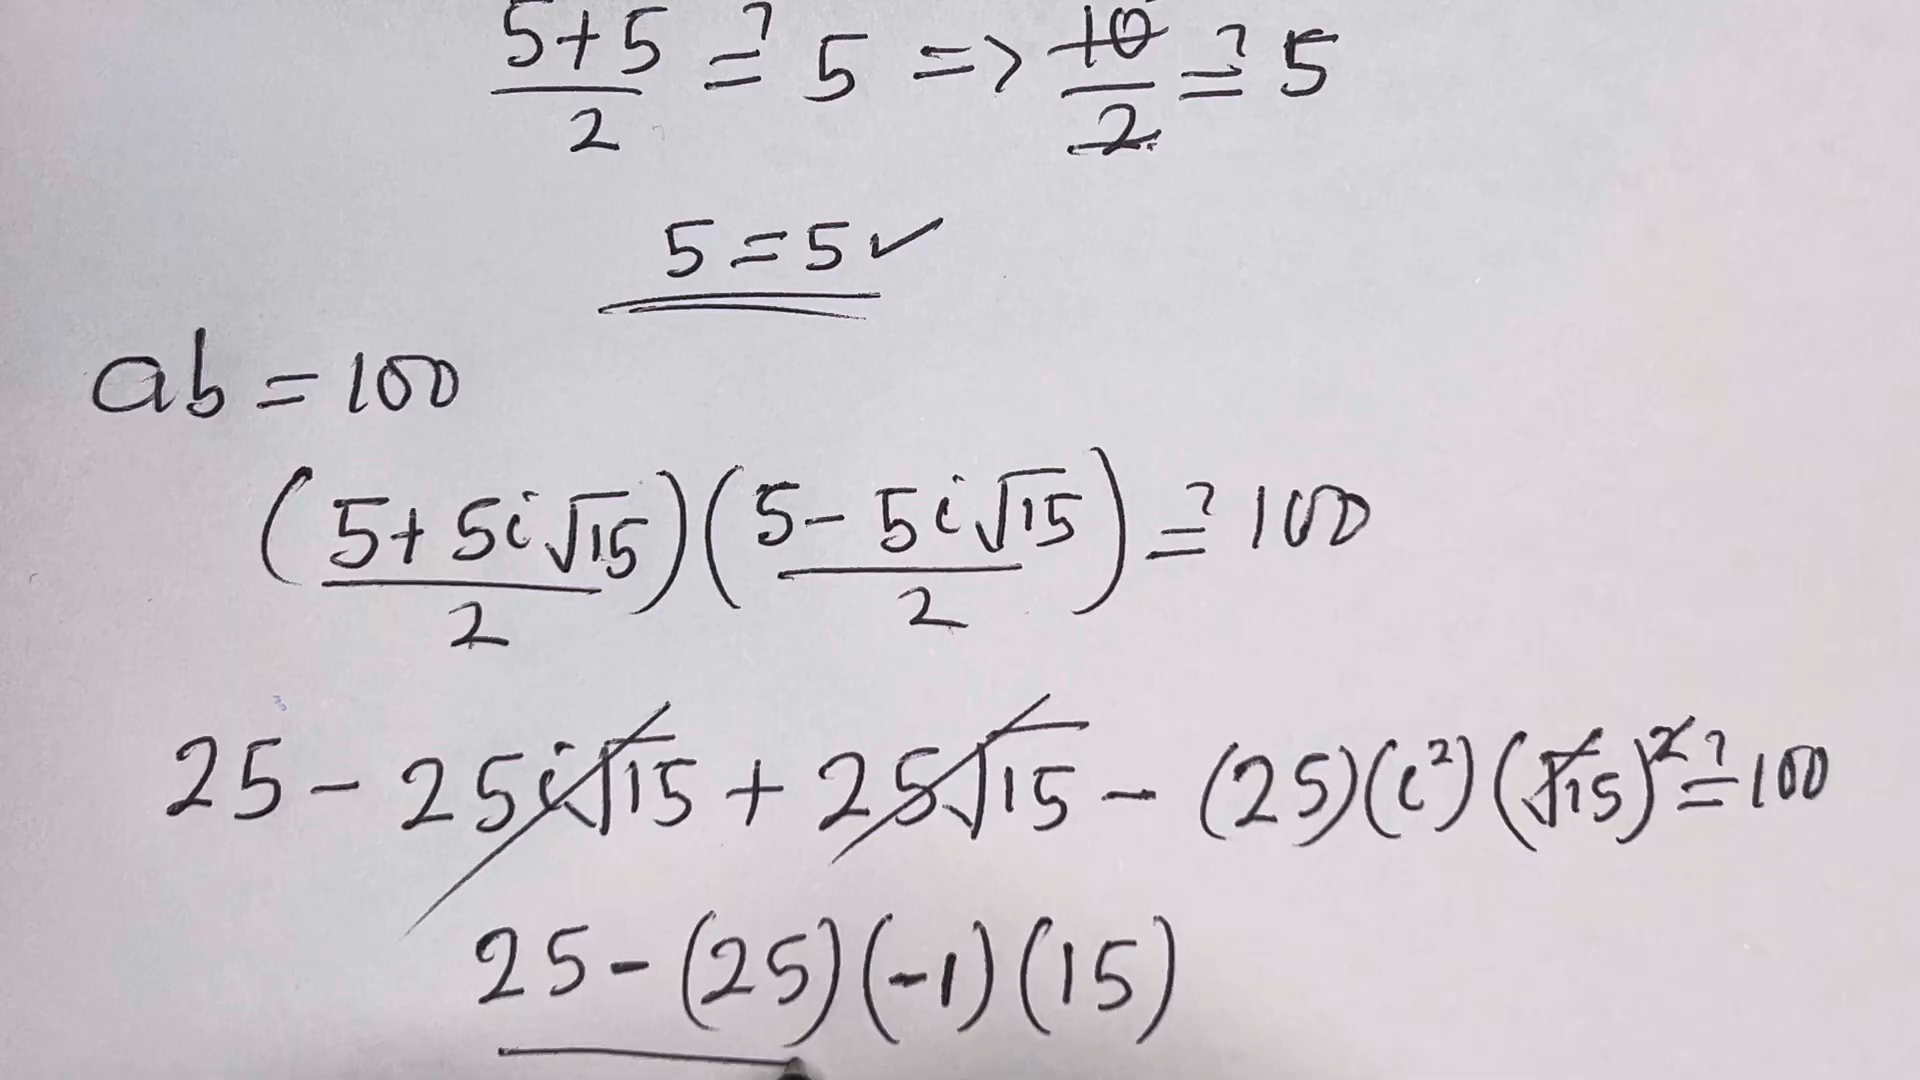 (5+5)/2 =? 5 => 10/2 =? 5
5=5 ✓
ab = 100
((5+5i√15)/2)((5-5i√15)/2) =? 100
25 - 25i√15 + 25√15 - (25)(i²)(√15)² =? 100
25 - (25)(-1)(15)